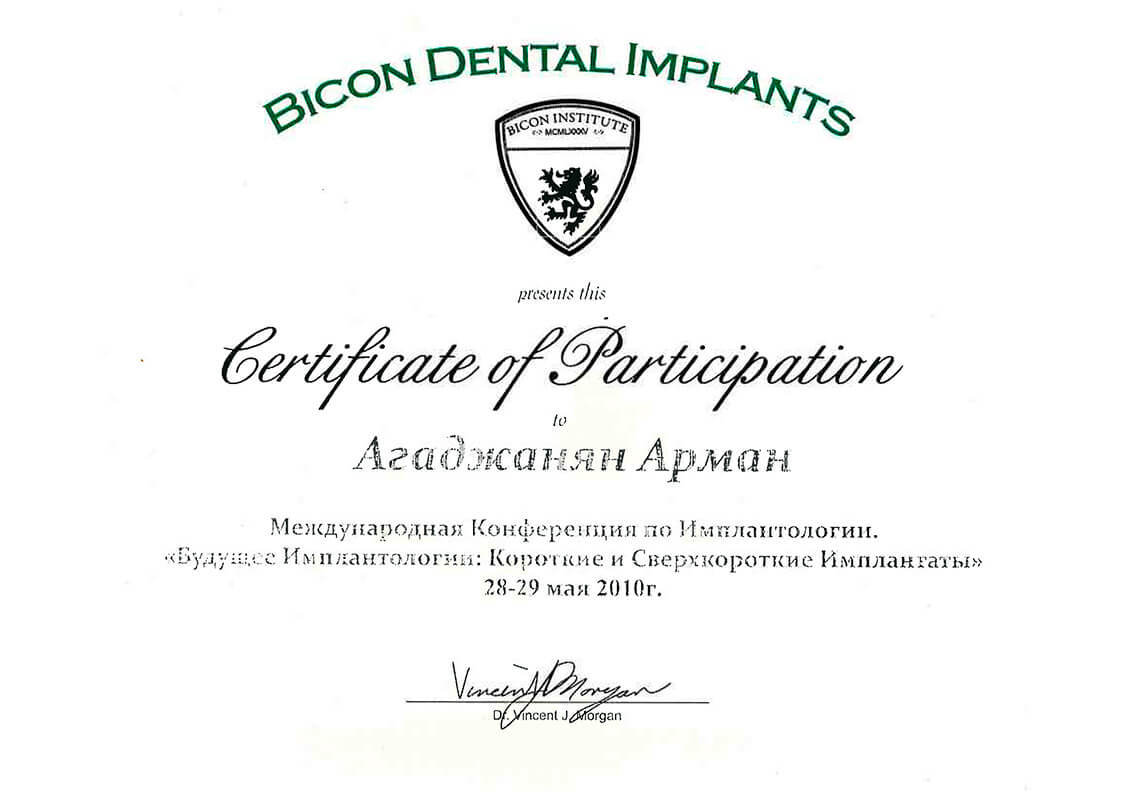 BICON DENTAL IMPLANTS
BICON INSTITUTE
MCMLXXXV
presents this
Certificate of Participation
to
Агаджанян Арман
Международная Конференция по Имплантологии.
«Будущее Имплантологии: Короткие и Сверхкороткие Имплантаты»
28-29 мая 2010г.
Vincent J Morgan
Dr. Vincent J. Morgan